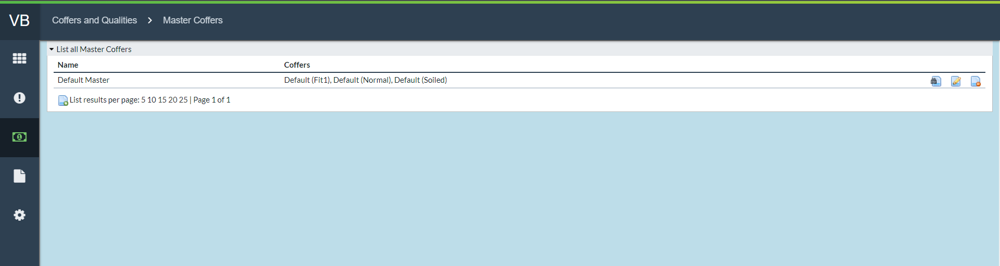 VB
Coffers and Qualities > Master Coffers
List all Master Coffers
Name Coffers
Default Master Default (Fit1), Default (Normal), Default (Soiled)
List results per page: 5 10 15 20 25 | Page 1 of 1
1